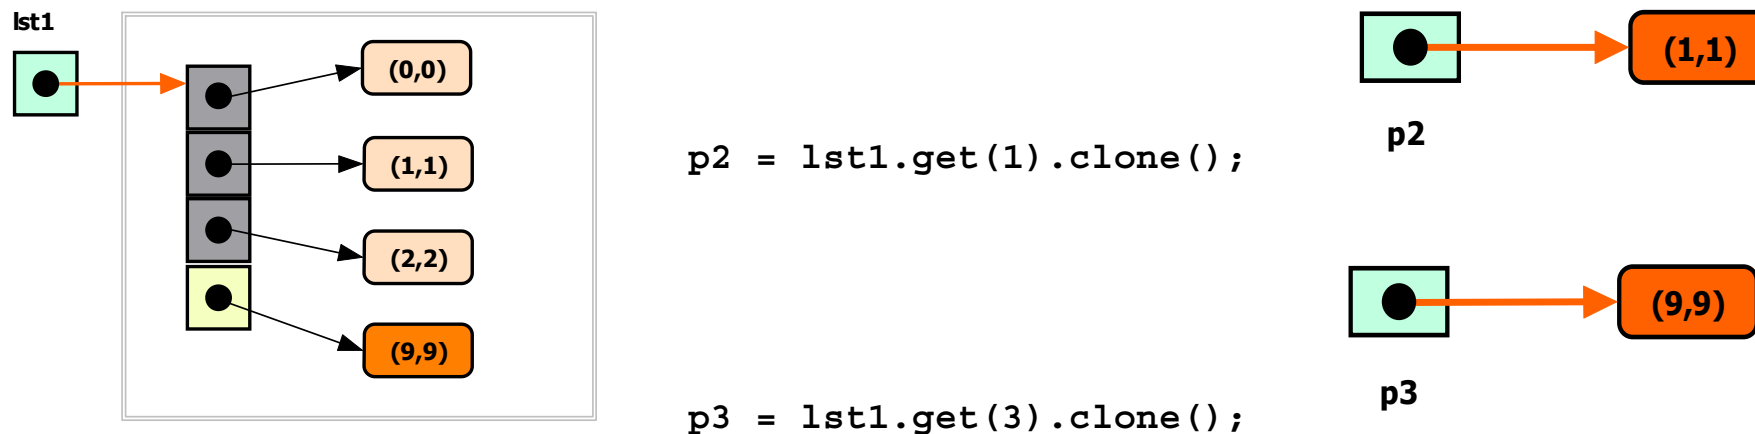 lst1
(0,0)
(1,1)
(2,2)
(9,9)
p2 = lst1.get(1).clone();
(1,1)
p2
p3 = lst1.get(3).clone();
(9,9)
p3